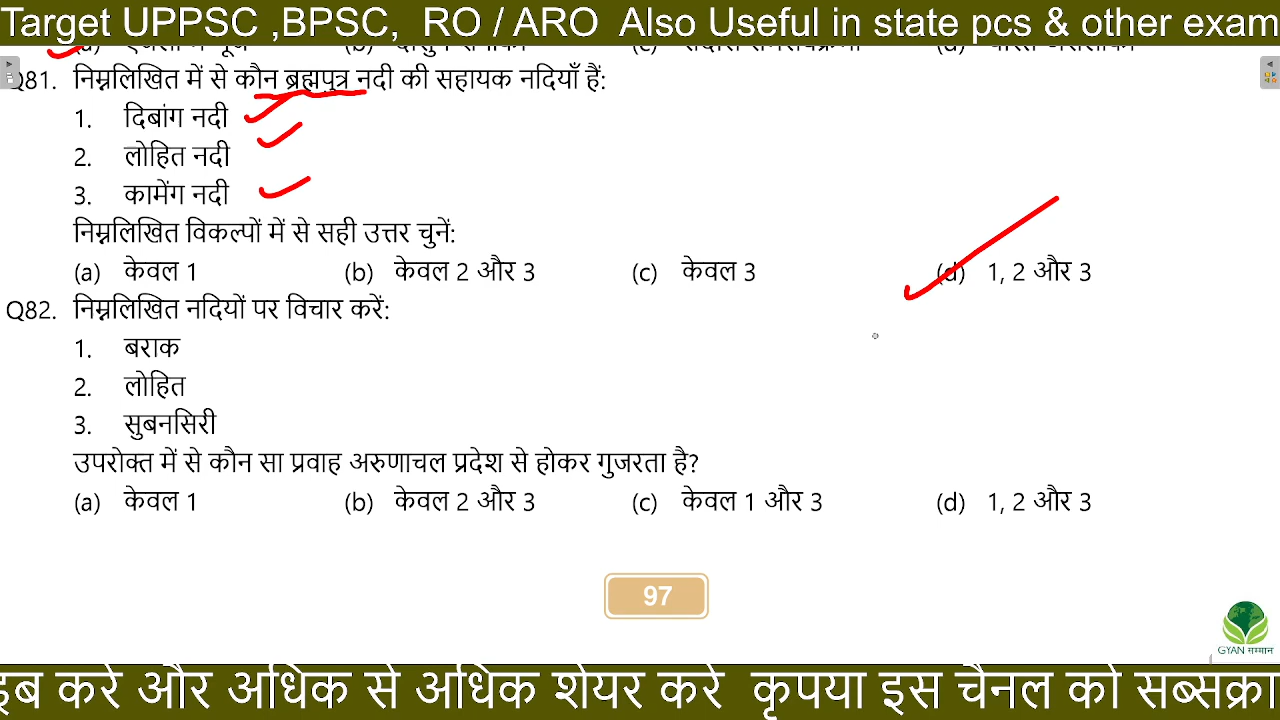 Target UPPSC ,BPSC, RO / ARO Also Useful in state pcs & other exam
Q81. निम्नलिखित में से कौन ब्रह्मपुत्र नदी की सहायक नदियाँ हैं:
1. दिबांग नदी
2. लोहित नदी
3. कामेंग नदी
निम्नलिखित विकल्पों में से सही उत्तर चुनें:
(a) केवल 1 (b) केवल 2 और 3 (c) केवल 3 (d) 1, 2 और 3
Q82. निम्नलिखित नदियों पर विचार करें:
1. बराक
2. लोहित
3. सुबनसिरी
उपरोक्त में से कौन सा प्रवाह अरुणाचल प्रदेश से होकर गुजरता है?
(a) केवल 1 (b) केवल 2 और 3 (c) केवल 1 और 3 (d) 1, 2 और 3
97
GYAN सम्मान
इब करे और अधिक से अधिक शेयर करे कृपया इस चैनल को सब्सक्रा